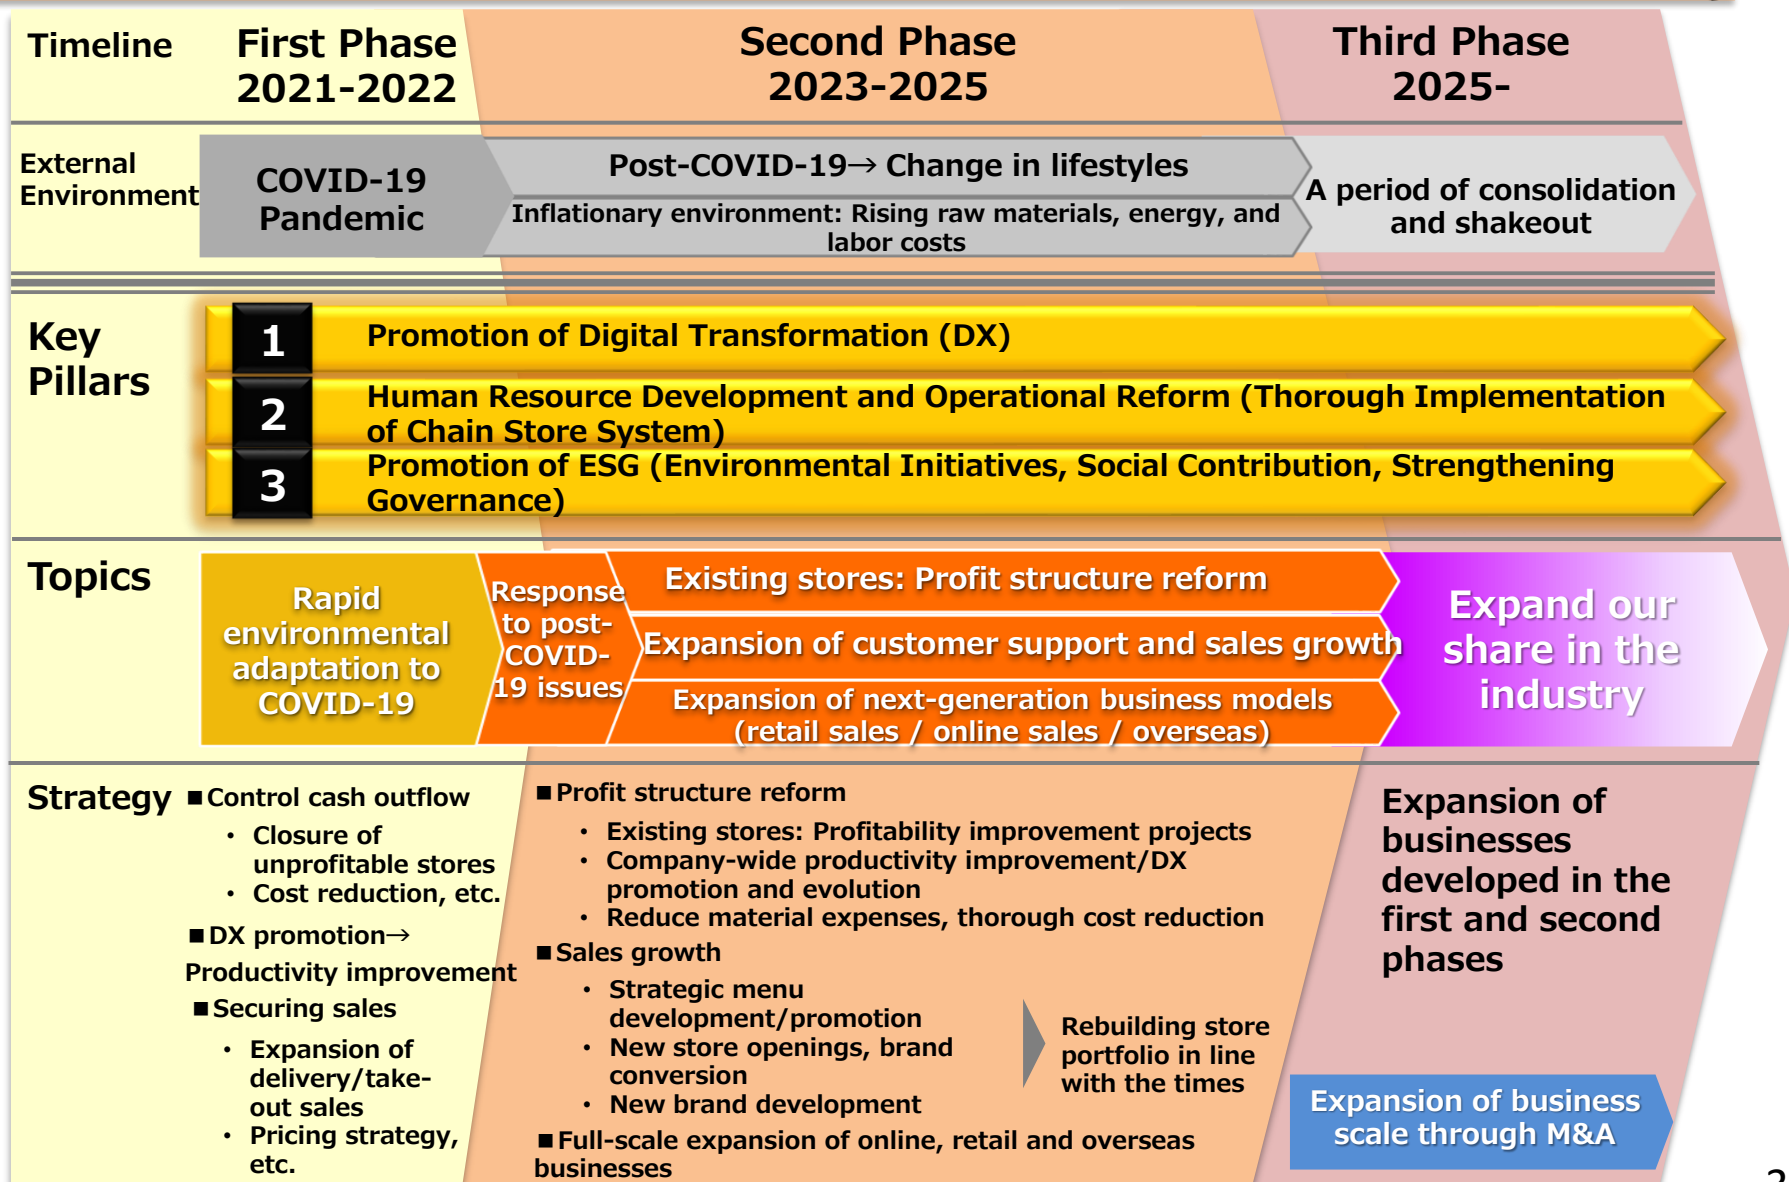 Timeline
First Phase
2021-2022
Second Phase
2023-2025
Third Phase
2025-
External
Environment
COVID-19
Pandemic
Post-COVID-19→ Change in lifestyles
Inflationary environment: Rising raw materials, energy, and
labor costs
A period of consolidation
and shakeout
Key
Pillars
1
Promotion of Digital Transformation (DX)
2
Human Resource Development and Operational Reform (Thorough Implementation
of Chain Store System)
3
Promotion of ESG (Environmental Initiatives, Social Contribution, Strengthening
Governance)
Topics
Rapid
environmental
adaptation to
COVID-19
Response
to post-
COVID-
19 issues
Existing stores: Profit structure reform
Expansion of customer support and sales growth
Expansion of next-generation business models
(retail sales / online sales / overseas)
Expand our
share in the
industry
Strategy
■Control cash outflow
・ Closure of
unprofitable stores
・ Cost reduction, etc.
■DX promotion→
Productivity improvement
■Securing sales
・ Expansion of
delivery/take-
out sales
・ Pricing strategy,
etc.
■Profit structure reform
・ Existing stores: Profitability improvement projects
・ Company-wide productivity improvement/DX
promotion and evolution
・ Reduce material expenses, thorough cost reduction
■Sales growth
・ Strategic menu
development/promotion
・ New store openings, brand
conversion
・ New brand development
Rebuilding store
portfolio in line
with the times
■Full-scale expansion of online, retail and overseas
businesses
Expansion of
businesses
developed in the
first and second
phases
Expansion of business
scale through M&A